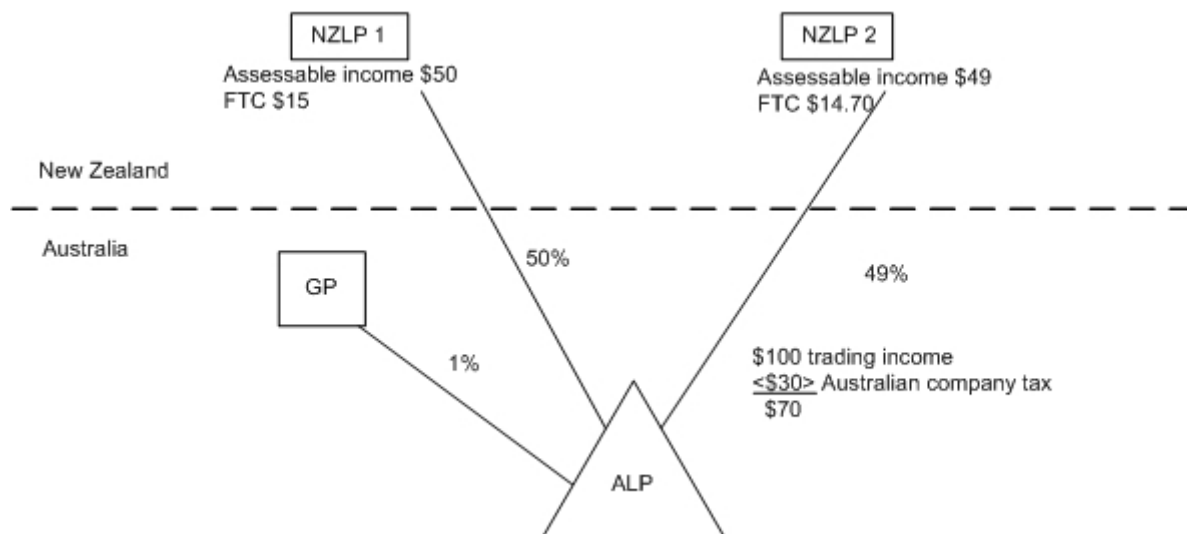 NZLP 1
Assessable income $50
FTC $15
NZLP 2
Assessable income $49
FTC $14.70
New Zealand
Australia
GP
1%
50%
49%
$100 trading income
<$30> Australian company tax
$70
ALP